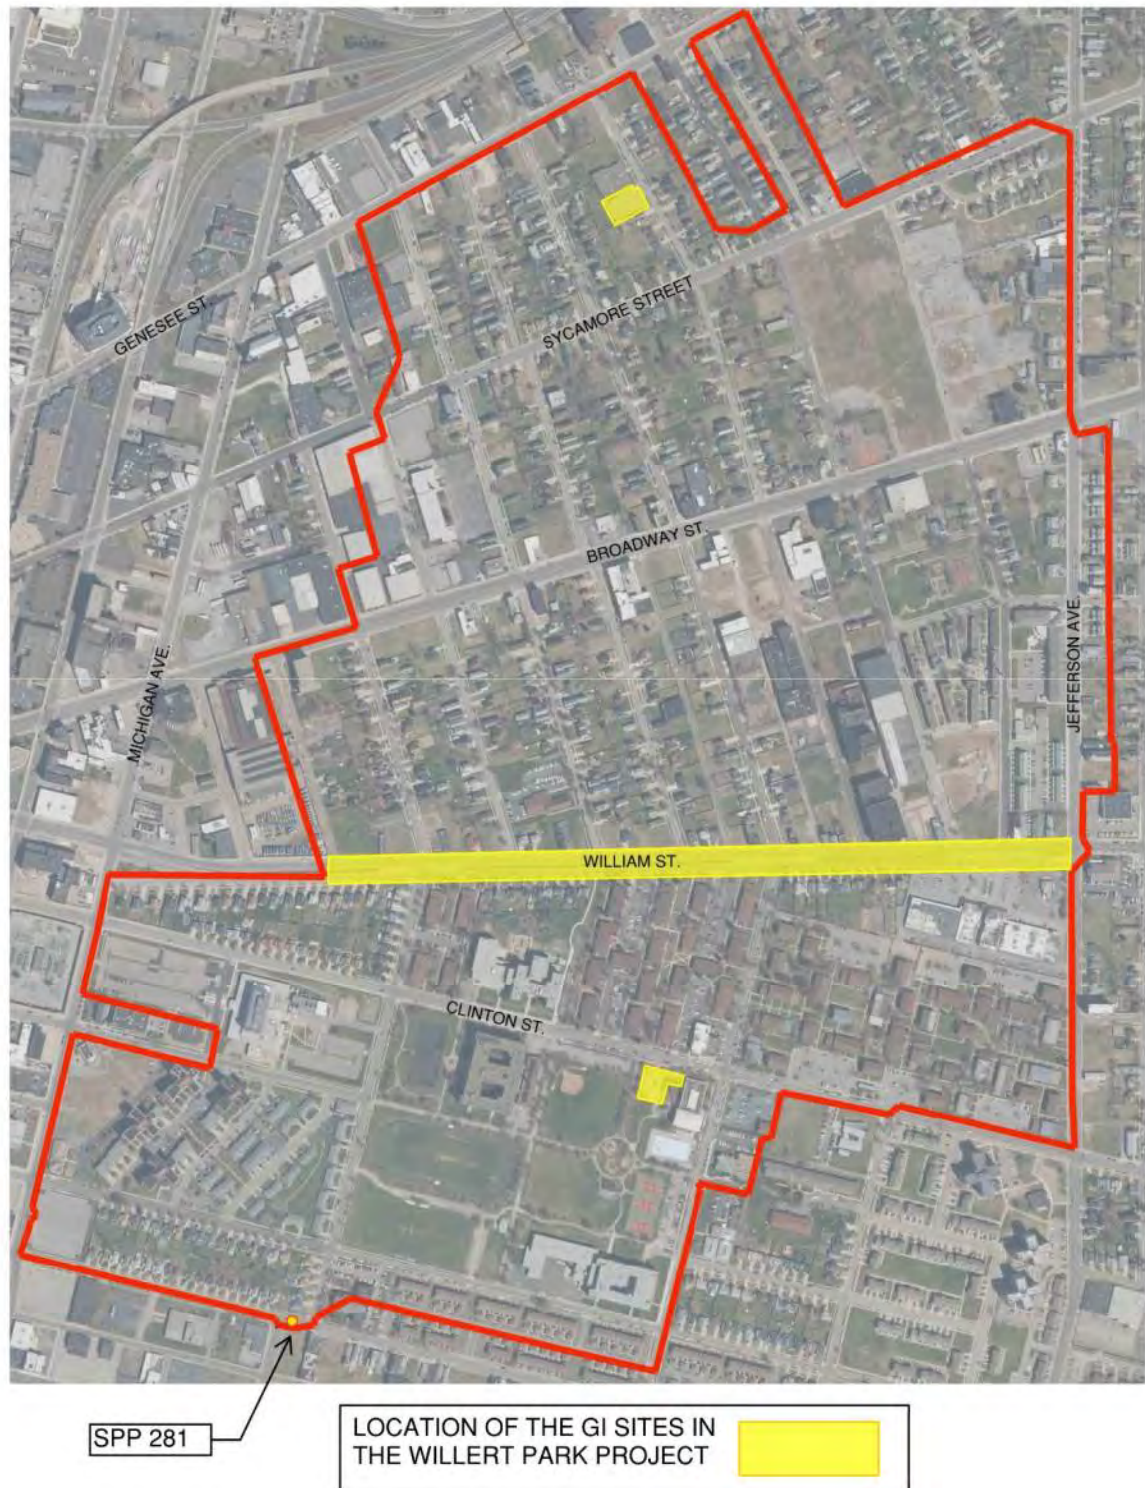 GENESEE ST.
SYCAMORE STREET
BROADWAY ST.
MICHIGAN AVE.
JEFFERSON AVE.
WILLIAM ST.
CLINTON ST.
SPP 281
LOCATION OF THE GI SITES IN
THE WILLERT PARK PROJECT